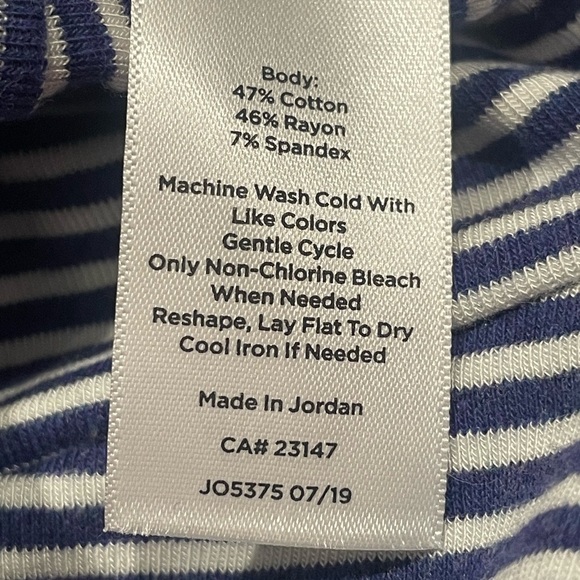 Body:
47% Cotton
46% Rayon
7% Spandex
Machine Wash Cold With
Like Colors
Gentle Cycle
Only Non-Chlorine Bleach
When Needed
Reshape, Lay Flat To Dry
Cool Iron If Needed
Made In Jordan
CA# 23147
JO5375 07/19